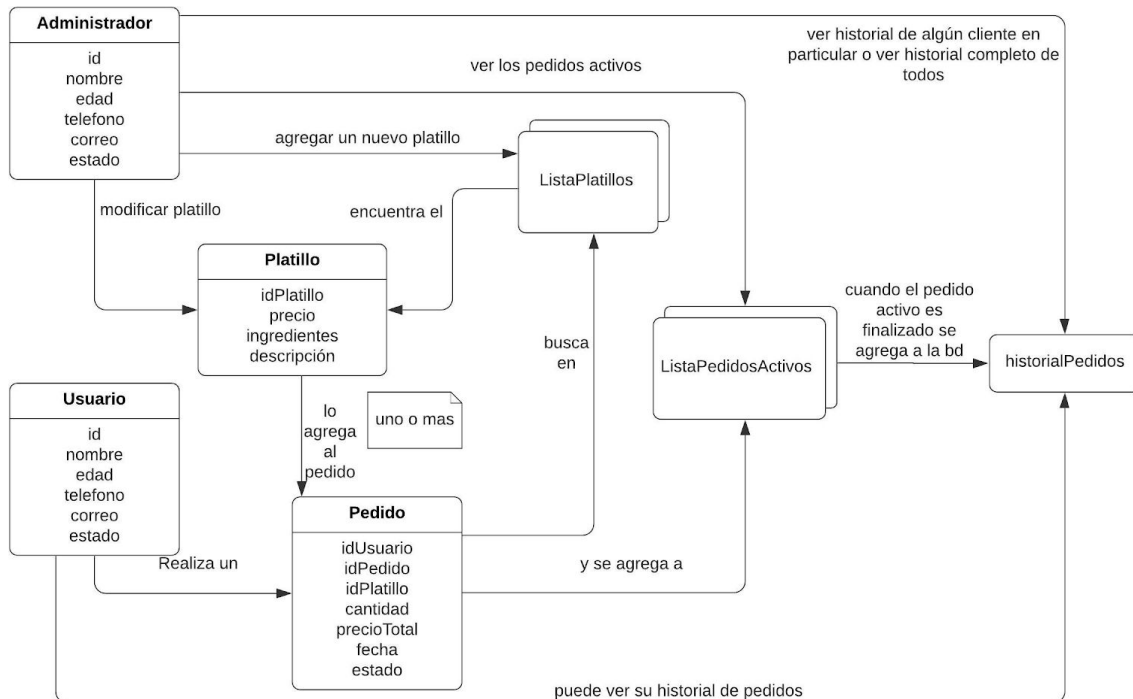 Administrador
id
nombre
edad
telefono
correo
estado
ver historial de algún cliente en
particular o ver historial completo de
todos
ver los pedidos activos
agregar un nuevo platillo
ListaPlatillos
modificar platillo
encuentra el
Platillo
idPlatillo
precio
ingredientes
descripción
busca
en
ListaPedidosActivos
cuando el pedido
activo es
finalizado se
agrega a la bd
historialPedidos
Usuario
id
nombre
edad
telefono
correo
estado
lo
agrega
al
pedido
uno o mas
Realiza un
Pedido
idUsuario
idPedido
idPlatillo
cantidad
precioTotal
fecha
estado
y se agrega a
puede ver su historial de pedidos